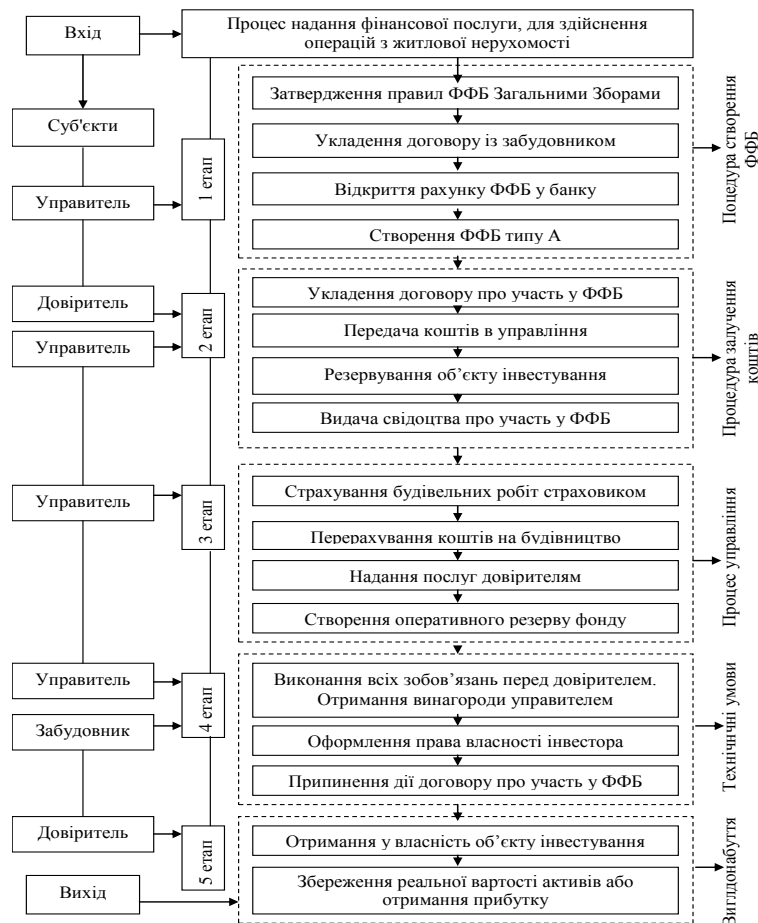 Вхід
Процес надання фінансової послуги, для здійснення
операцій з житлової нерухомості
Суб'єкти
Управитель
Довіритель
Управитель
Управитель
Управитель
Забудовник
Довіритель
Вихід
1 етап
2 етап
3 етап
4 етап
5 етап
Затвердження правил ФФБ Загальними Зборами
Укладення договору із забудовником
Відкриття рахунку ФФБ у банку
Створення ФФБ типу А
Поцедура створення
ФФБ
Укладення договору про участь у ФФБ
Передача коштів в управління
Резервування об’єкту інвестування
Видача свідоцтва про участь у ФФБ
Процедура залучення
коштів
Страхування будівельних робіт страховиком
Перерахування коштів на будівництво
Надання послуг довірителям
Створення оперативного резерву фонду
Процес управління
Виконання всіх зобов’язань перед довірителем.
Отримання винагороди управителем
Оформлення права власності інвестора
Припинення дії договору про участь у ФФБ
Технічнчні умови
Отримання у власність об’єкту інвестування
Збереження реальної вартості активів або
отримання прибутку
Вигідонабуття